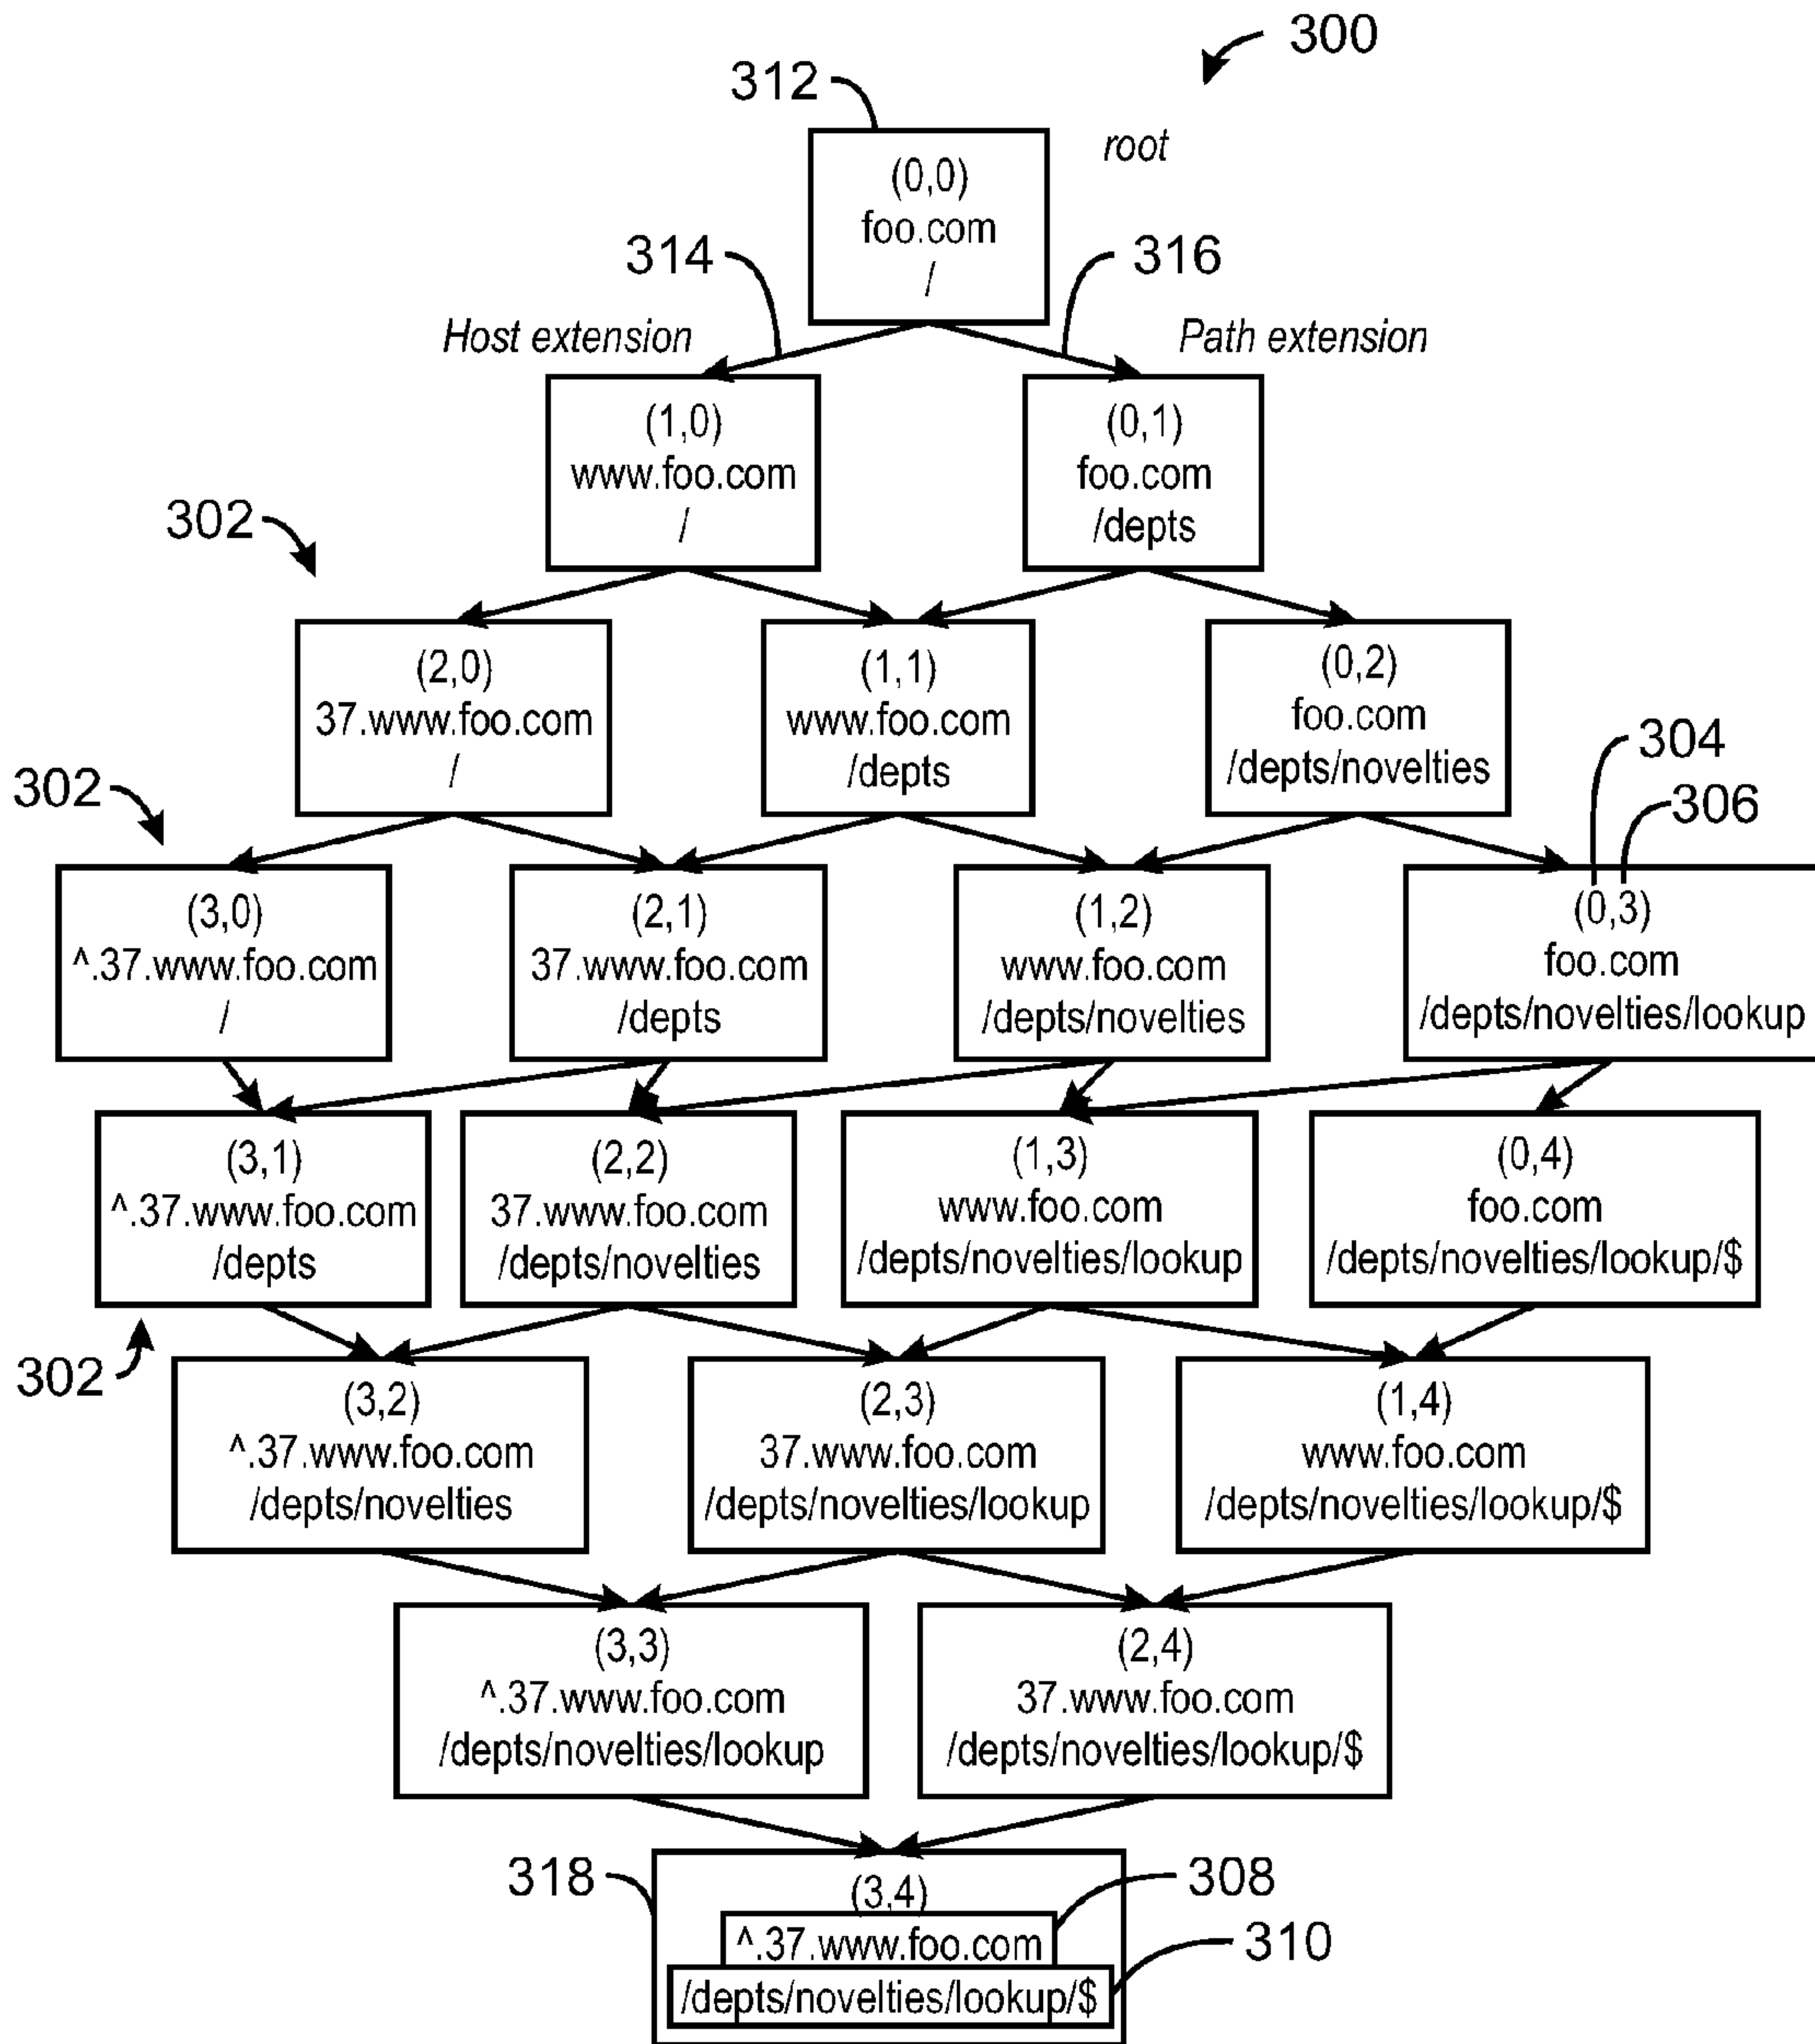 300
312
root
(0,0)
foo.com
/
314
316
Host extension
Path extension
(1,0)
www.foo.com
/
(0,1)
foo.com
/depts
302
(2,0)
37.www.foo.com
/
(1,1)
www.foo.com
/depts
(0,2)
foo.com
/depts/novelties
304
306
302
(3,0)
^.37.www.foo.com
/
(2,1)
37.www.foo.com
/depts
(1,2)
www.foo.com
/depts/novelties
(0,3)
foo.com
/depts/novelties/lookup
(3,1)
^.37.www.foo.com
/depts
(2,2)
37.www.foo.com
/depts/novelties
(1,3)
www.foo.com
/depts/novelties/lookup
(0,4)
foo.com
/depts/novelties/lookup/$
302
(3,2)
^.37.www.foo.com
/depts/novelties
(2,3)
37.www.foo.com
/depts/novelties/lookup
(1,4)
www.foo.com
/depts/novelties/lookup/$
(3,3)
^.37.www.foo.com
/depts/novelties/lookup
(2,4)
37.www.foo.com
/depts/novelties/lookup/$
318
(3,4)
^.37.www.foo.com
/depts/novelties/lookup/$
308
310